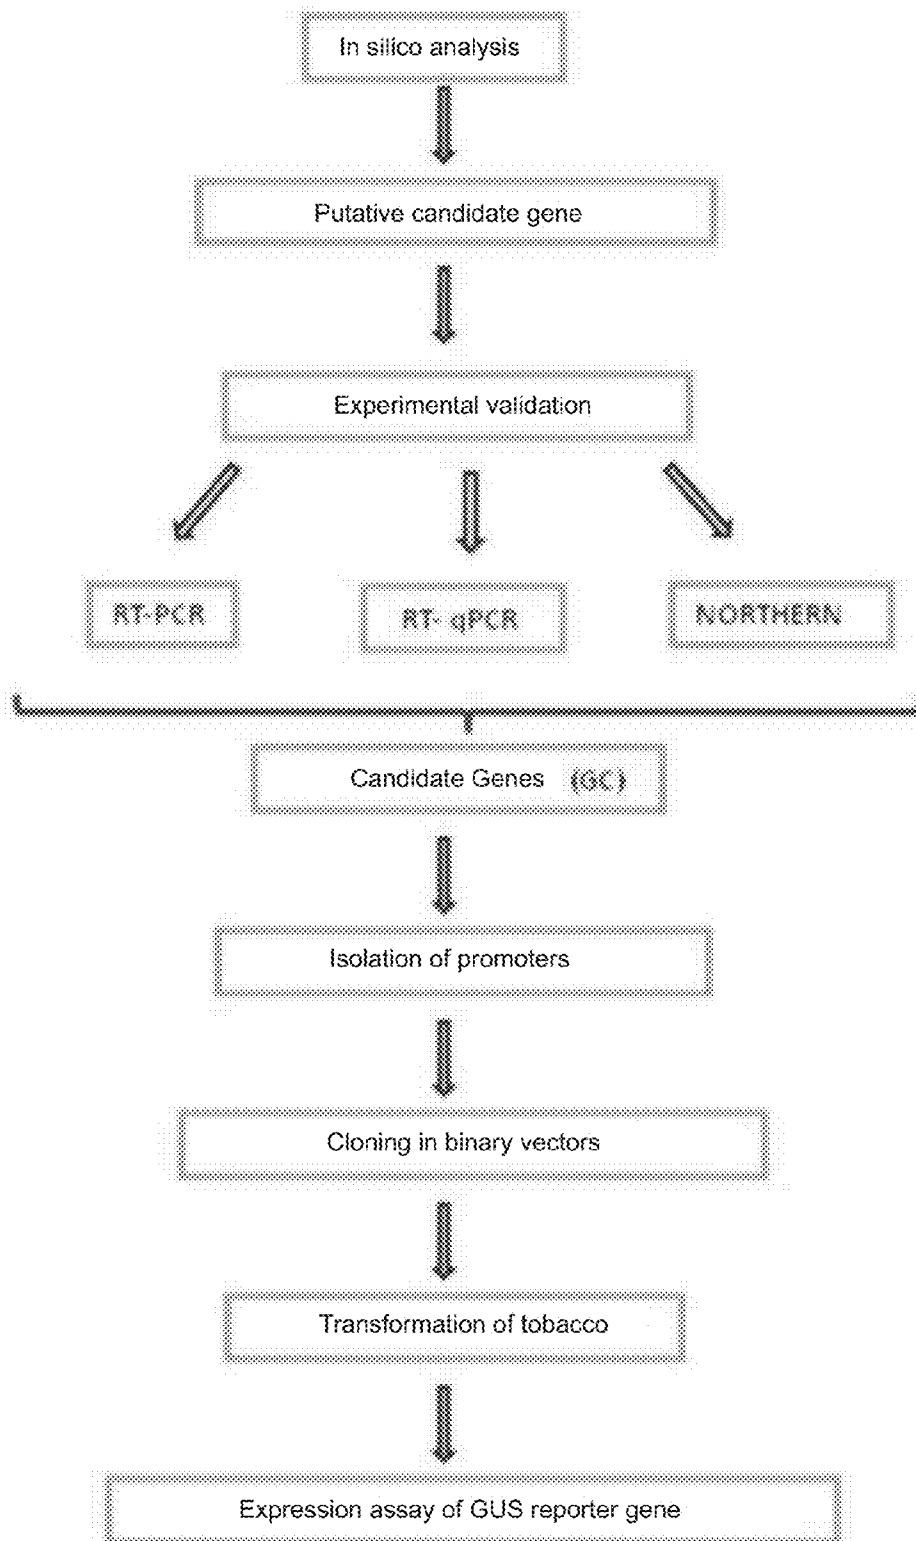 In silico analysis
Putative candidate gene
Experimental validation
RT-PCR
RT- qPCR
NORTHERN
Candidate Genes (GC)
Isolation of promoters
Cloning in binary vectors
Transformation of tobacco
Expression assay of GUS reporter gene